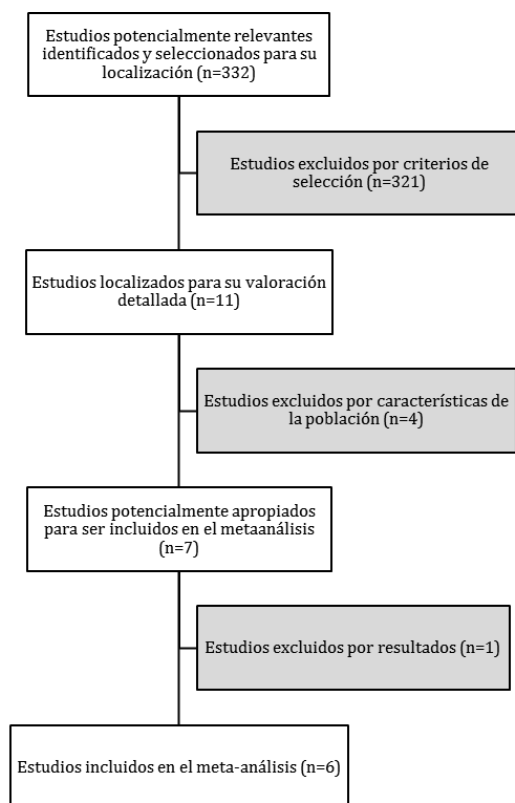 Estudios potencialmente relevantes
identificados y seleccionados para su
localización (n=332)
Estudios excluidos por criterios de
selección (n=321)
Estudios localizados para su valoración
detallada (n=11)
Estudios excluidos por características de
la población (n=4)
Estudios potencialmente apropiados
para ser incluidos en el metaanálisis
(n=7)
Estudios excluidos por resultados (n=1)
Estudios incluidos en el meta-análisis (n=6)